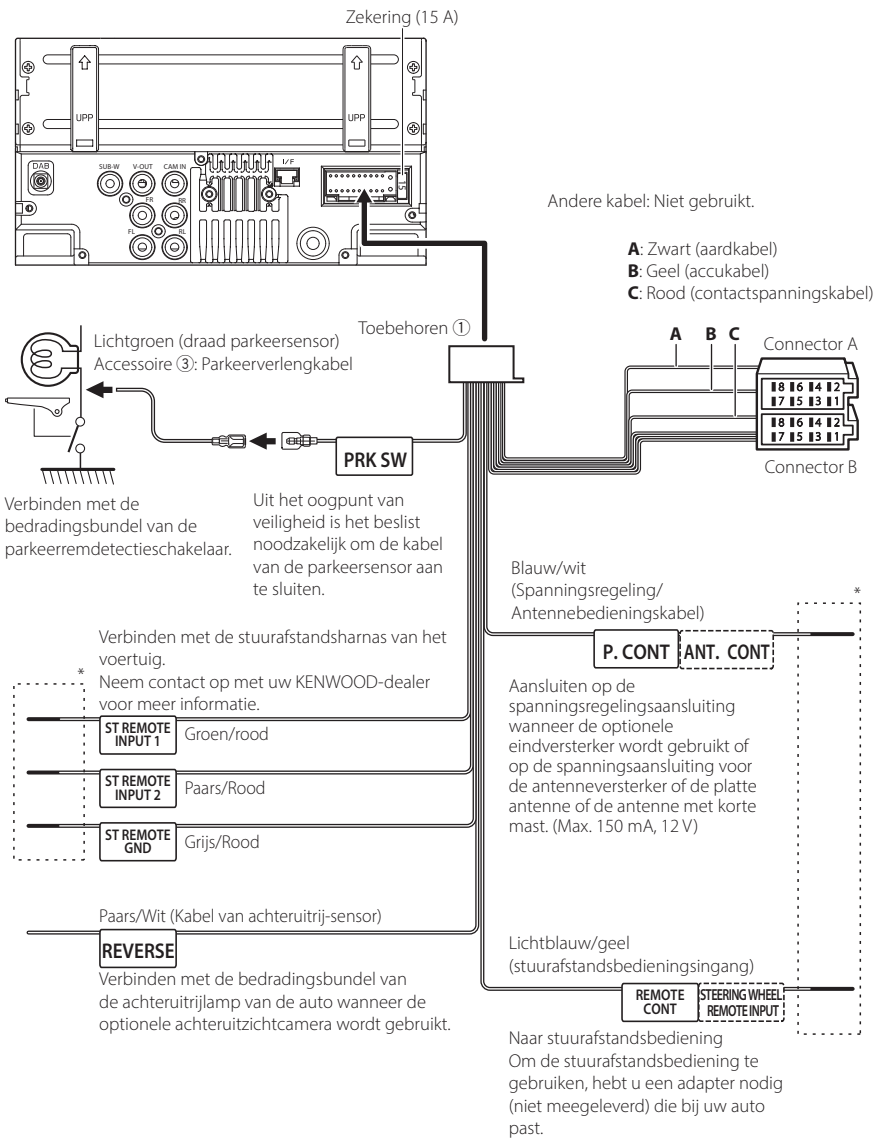 Zekering (15 A)
UPP
UPP
DAB
SUB-W
V-OUT
CAM IN
I/F
15
FR
RR
FL
RL
Andere kabel: Niet gebruikt.
A: Zwart (aardkabel)
B: Geel (accukabel)
C: Rood (contactspanningskabel)
Toebehoren ①
Lichtgroen (draad parkeersensor)
Accessoire ③: Parkeerverlengkabel
A
B
C
Connector A
8 6 4 2
7 5 3 1
8 6 4 2
7 5 3 1
Connector B
PRK SW
Verbinden met de
bedradingsbundel van de
parkeerremdetectieschakelaar.
Uit het oogpunt van
veiligheid is het beslist
noodzakelijk om de kabel
van de parkeersensor aan
te sluiten.
Blauw/wit
(Spanningsregeling/
Antennebedieningskabel)
*
P. CONT
ANT. CONT
Aansluiten op de
spanningsregelingsaansluiting
wanneer de optionele
eindversterker wordt gebruikt of
op de spanningsaansluiting voor
de antenneversterker of de platte
antenne of de antenne met korte
mast. (Max. 150 mA, 12 V)
Verbinden met de stuurafstandsharnas van het
voertuig.
Neem contact op met uw KENWOOD-dealer
voor meer informatie.
*
ST REMOTE
INPUT 1
Groen/rood
ST REMOTE
INPUT 2
Paars/Rood
ST REMOTE
GND
Grijs/Rood
Paars/Wit (Kabel van achteruitrij-sensor)
REVERSE
Verbinden met de bedradingsbundel van
de achteruitrijlamp van de auto wanneer de
optionele achteruitzichtcamera wordt gebruikt.
Lichtblauw/geel
(stuurafstandsbedieningsingang)
REMOTE
CONT
STEERING WHEEL
REMOTE INPUT
Naar stuurafstandsbediening
Om de stuurafstandsbediening te
gebruiken, hebt u een adapter nodig
(niet meegeleverd) die bij uw auto
past.